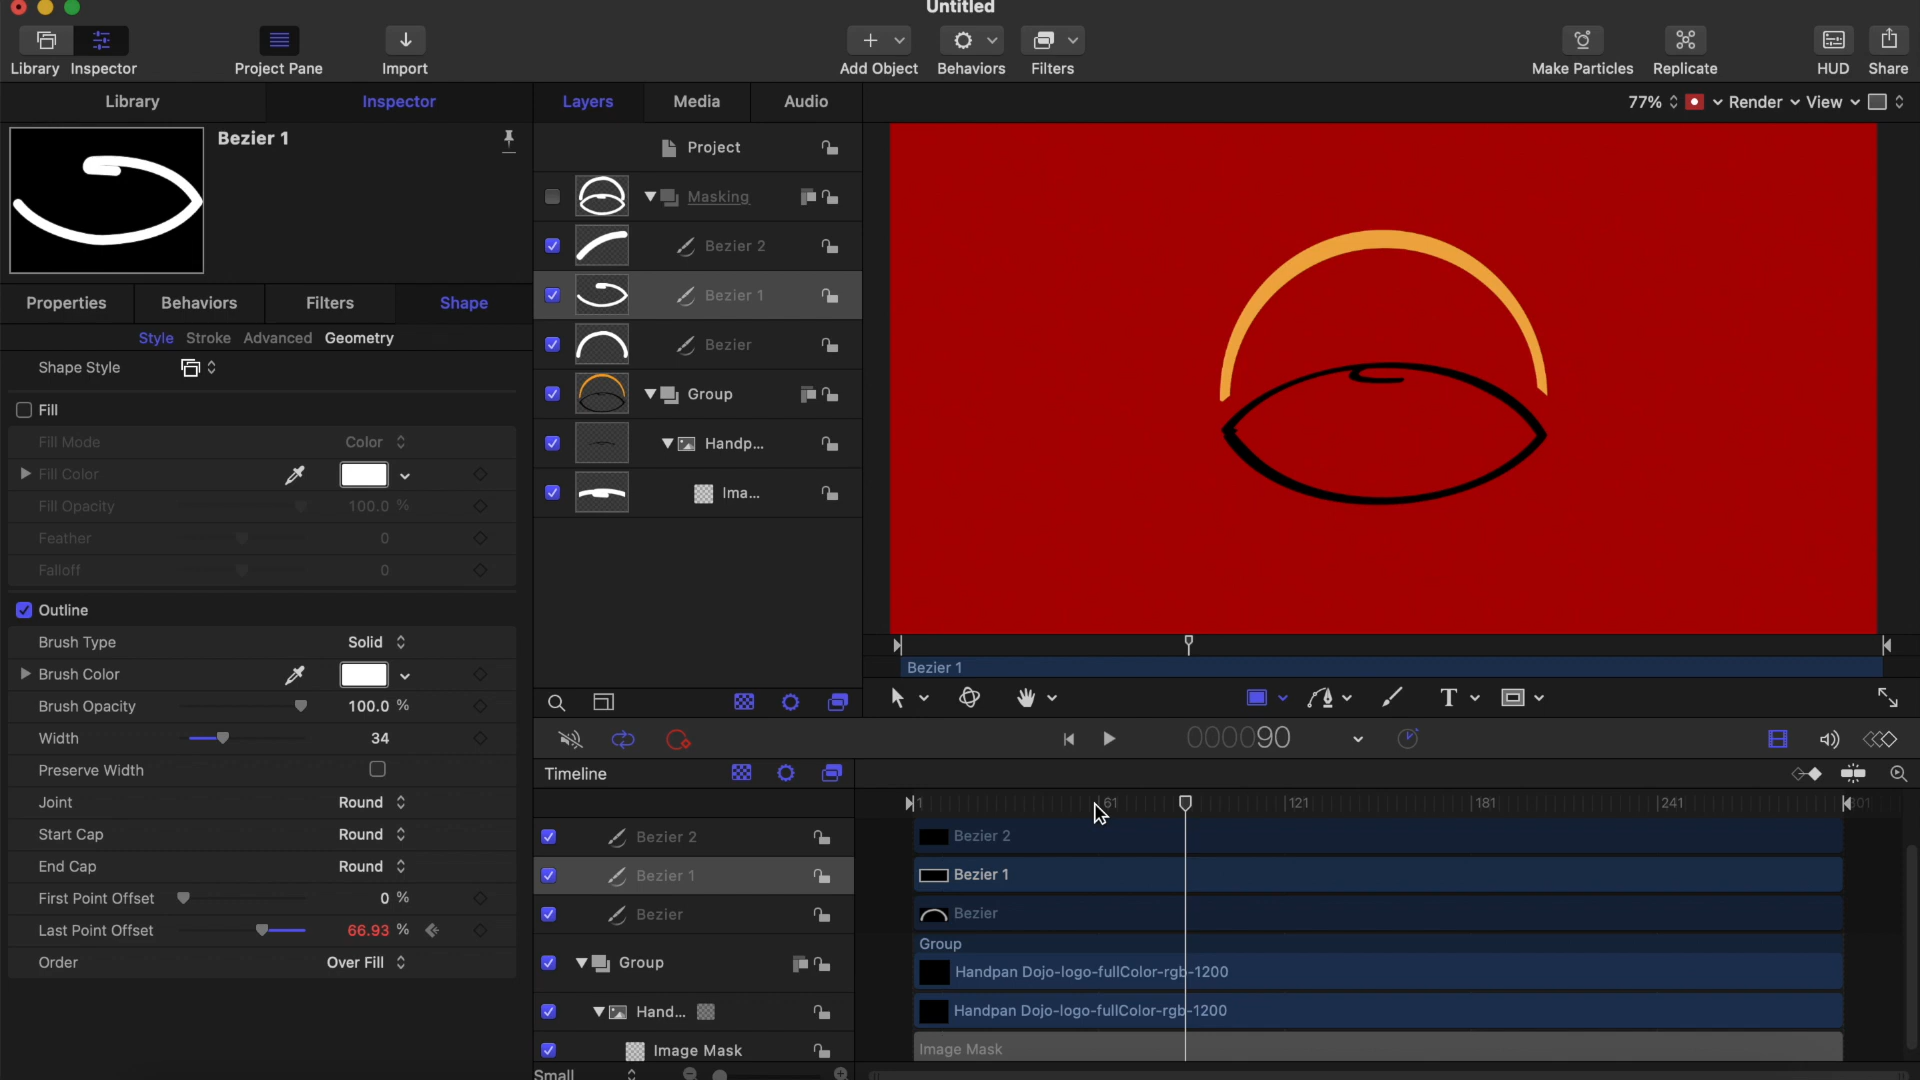 Untitled
Library Inspector Project Pane Import Add Object Behaviors Filters Make Particles Replicate HUD Share
Library Inspector Layers Media Audio 77% Render View
Bezier 1
Project
Masking
Bezier 2
Bezier 1
Bezier
Group
Handp...
Ima...
Properties Behaviors Filters Shape
Style Stroke Advanced Geometry
Shape Style
Fill
Fill Mode Color
Fill Color
Fill Opacity 100.0 %
Feather 0
Falloff 0
Outline
Brush Type Solid
Brush Color
Brush Opacity 100.0 %
Width 34
Preserve Width
Joint Round
Start Cap Round
End Cap Round
First Point Offset 0 %
Last Point Offset 66.93 %
Order Over Fill
Bezier 1
T
000090
Timeline
1 61 121 181 241 301
Bezier 2 Bezier 2
Bezier 1 Bezier 1
Bezier Bezier
Group
Group Handpan Dojo-logo-fullColor-rgb-1200
Hand... Handpan Dojo-logo-fullColor-rgb-1200
Image Mask Image Mask
Small